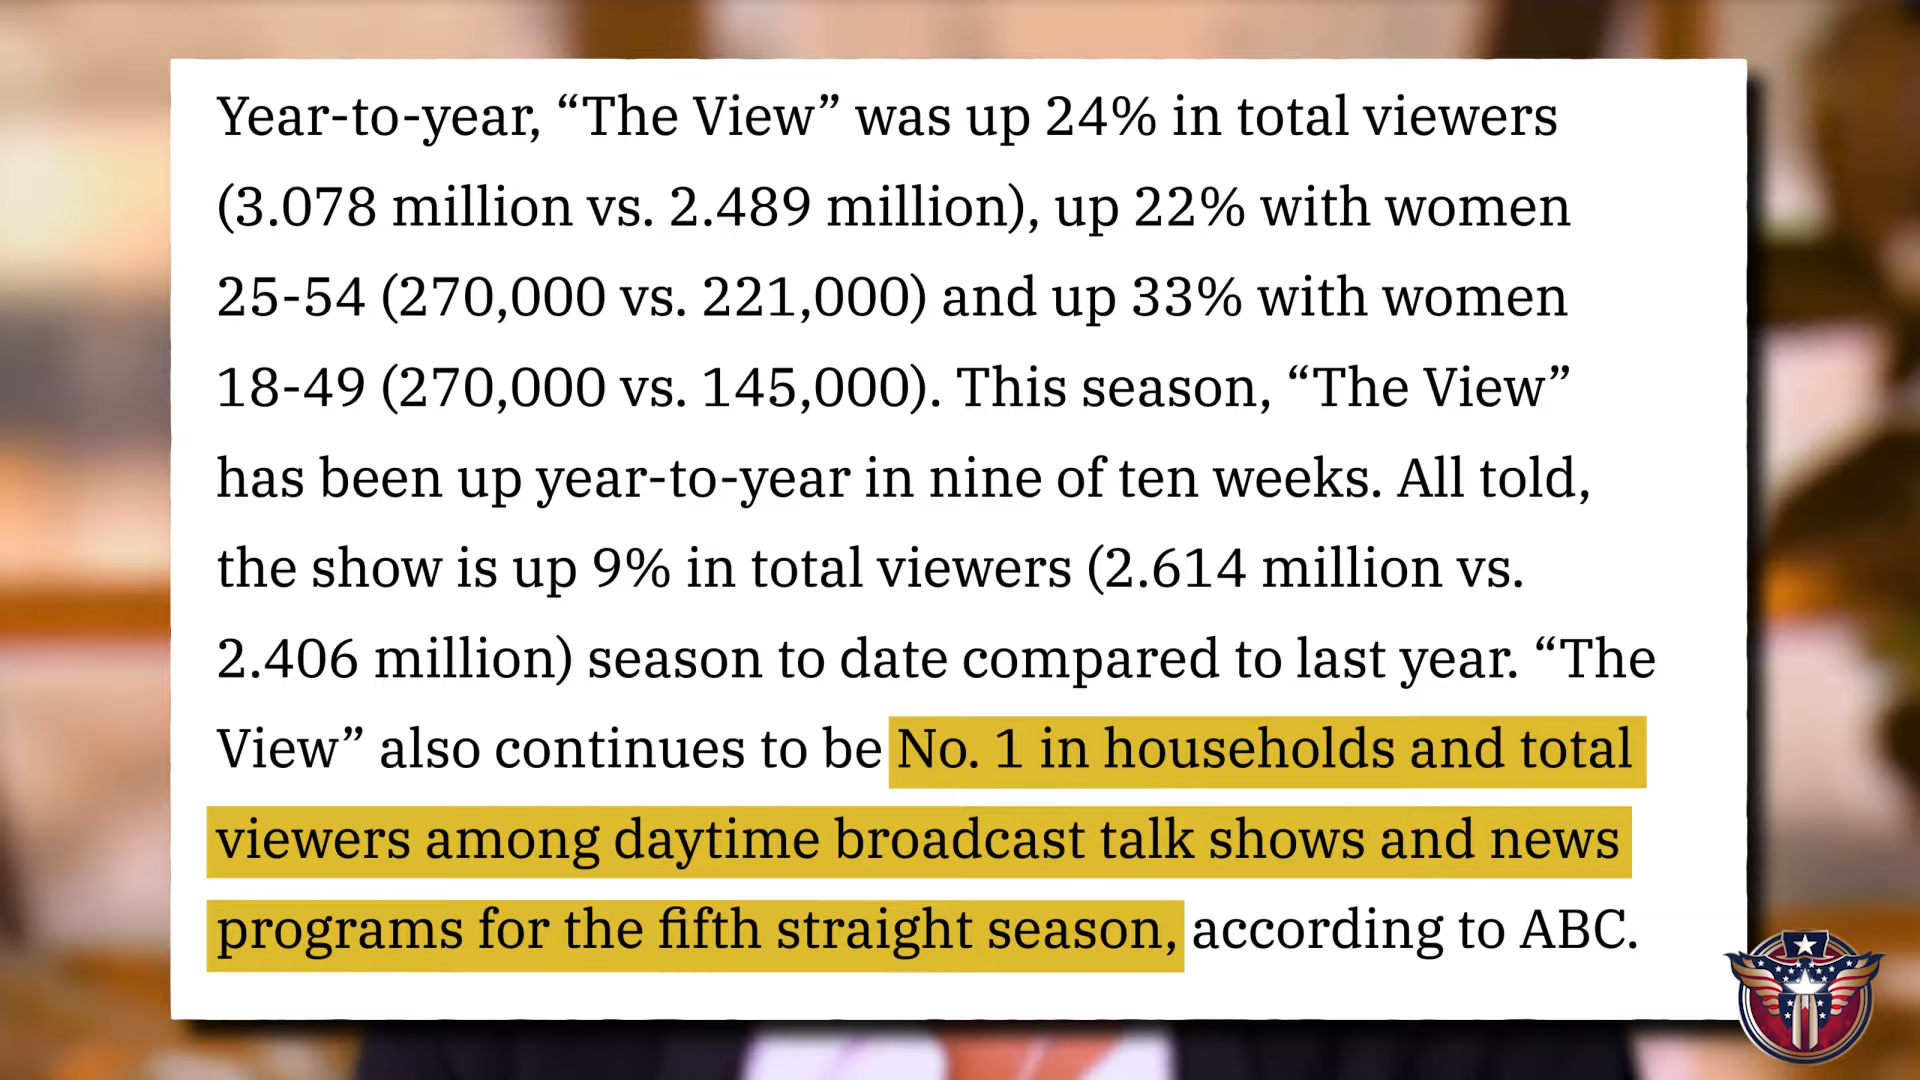 Year-to-year, “The View” was up 24% in total viewers
(3.078 million vs. 2.489 million), up 22% with women
25-54 (270,000 vs. 221,000) and up 33% with women
18-49 (270,000 vs. 145,000). This season, “The View”
has been up year-to-year in nine of ten weeks. All told,
the show is up 9% in total viewers (2.614 million vs.
2.406 million) season to date compared to last year. “The
View” also continues to be No. 1 in households and total
viewers among daytime broadcast talk shows and news
programs for the fifth straight season, according to ABC.